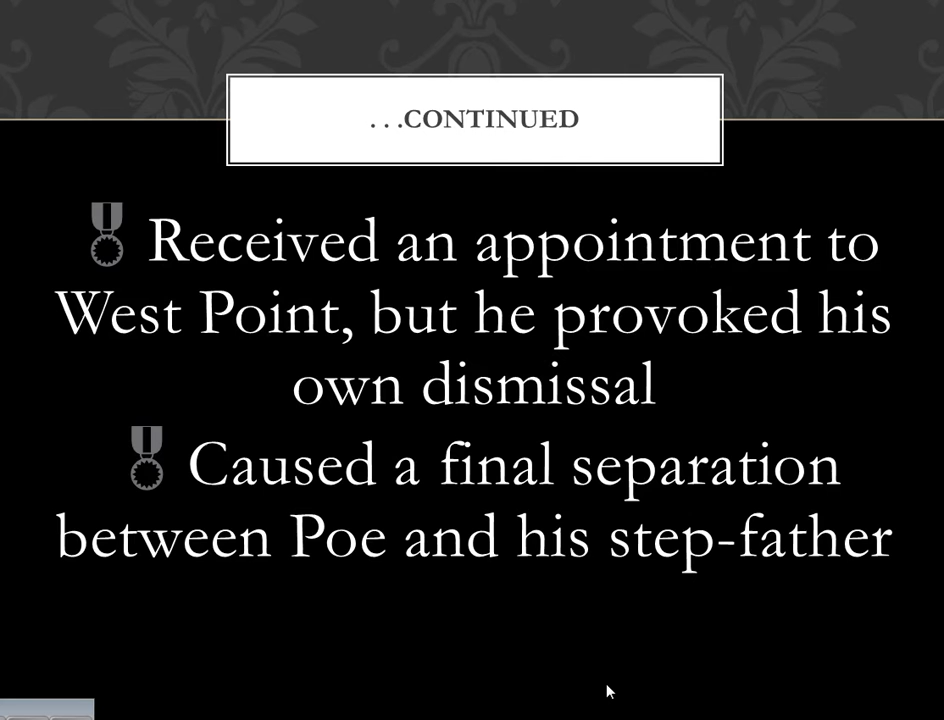 . . .CONTINUED
Received an appointment to
West Point, but he provoked his
own dismissal
Caused a final separation
between Poe and his step-father